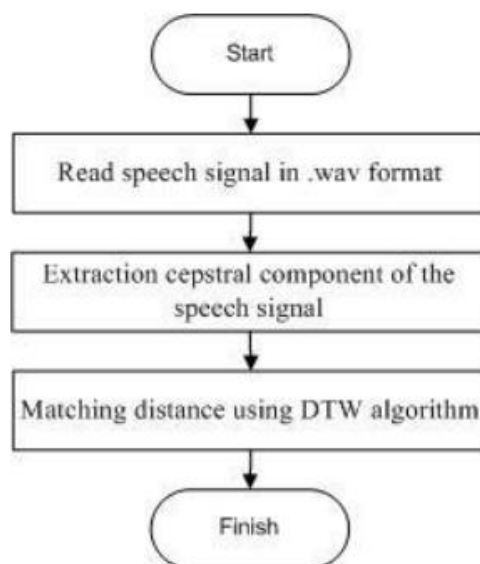 Start
Read speech signal in .wav format
Extraction cepstral component of the
speech signal
Matching distance using DTW algorithm
Finish